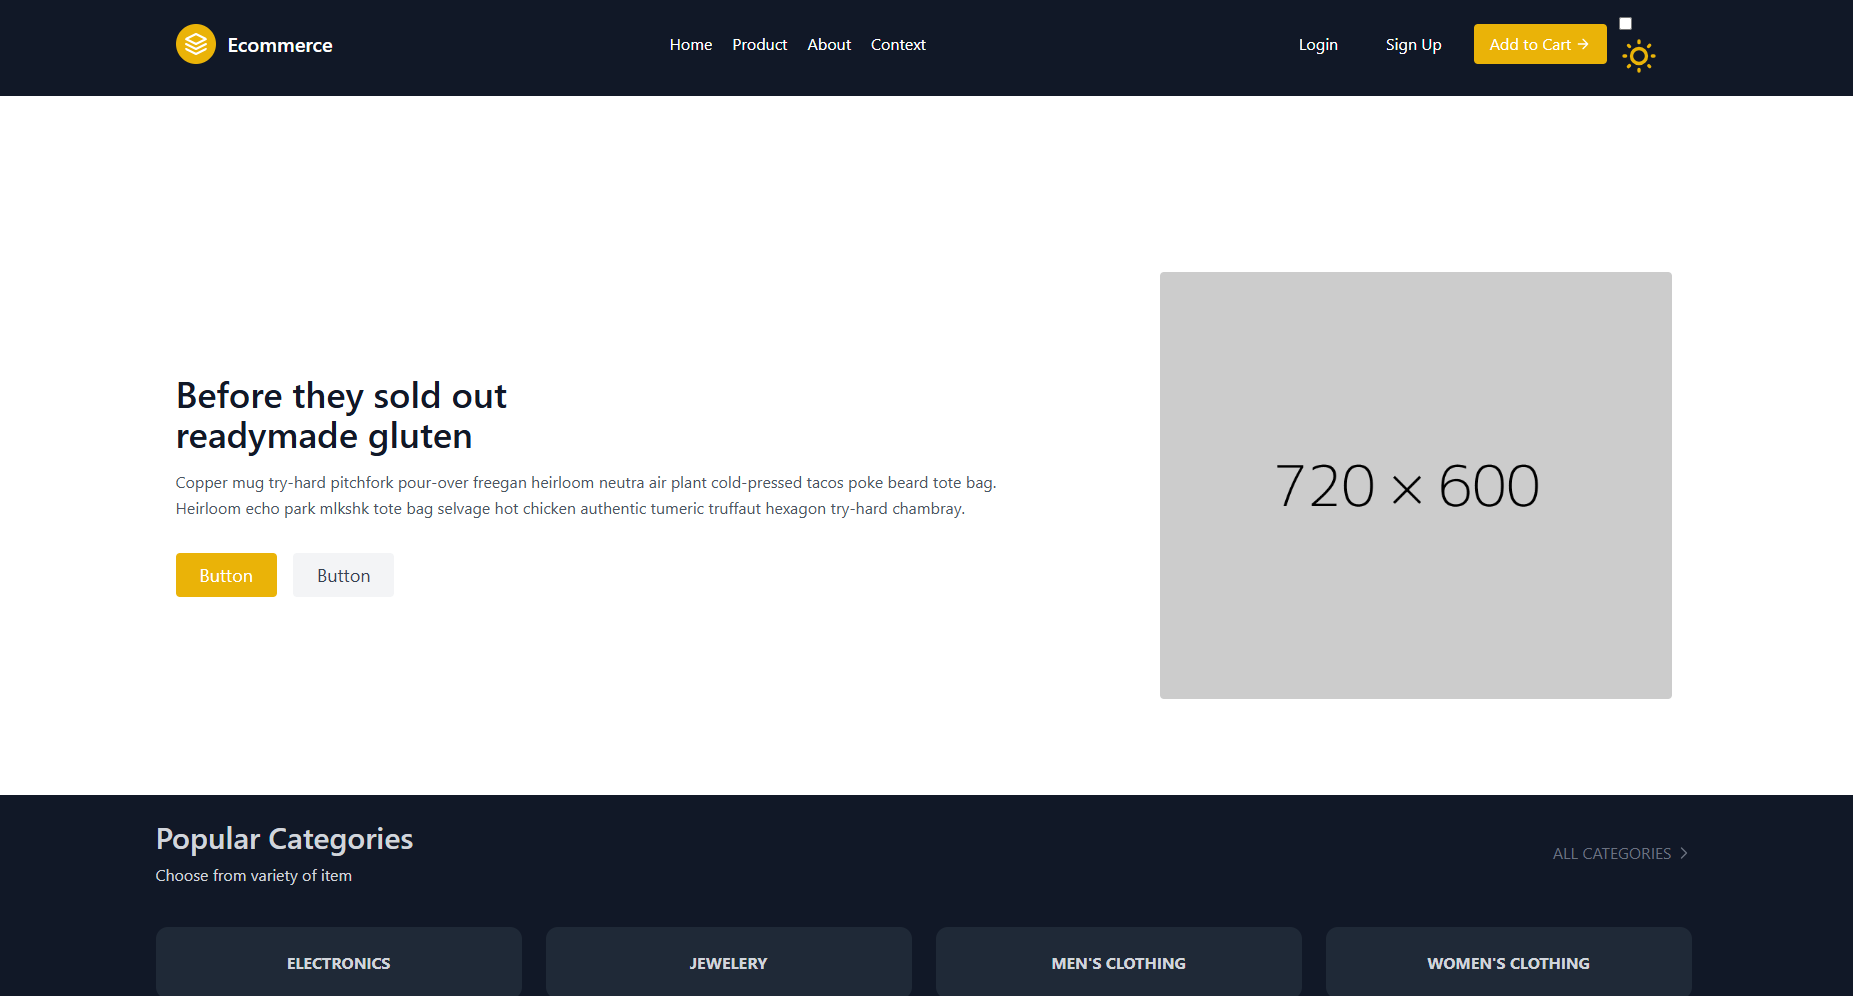 Ecommerce
Home Product About Context
Login Sign Up Add to Cart
Before they sold out
readymade gluten
Copper mug try-hard pitchfork pour-over freegan heirloom neutra air plant cold-pressed tacos poke beard tote bag.
Heirloom echo park mlkshk tote bag selvage hot chicken authentic tumeric truffaut hexagon try-hard chambray.
Button Button
720 × 600
Popular Categories
Choose from variety of item
ALL CATEGORIES
ELECTRONICS
JEWELERY
MEN'S CLOTHING
WOMEN'S CLOTHING